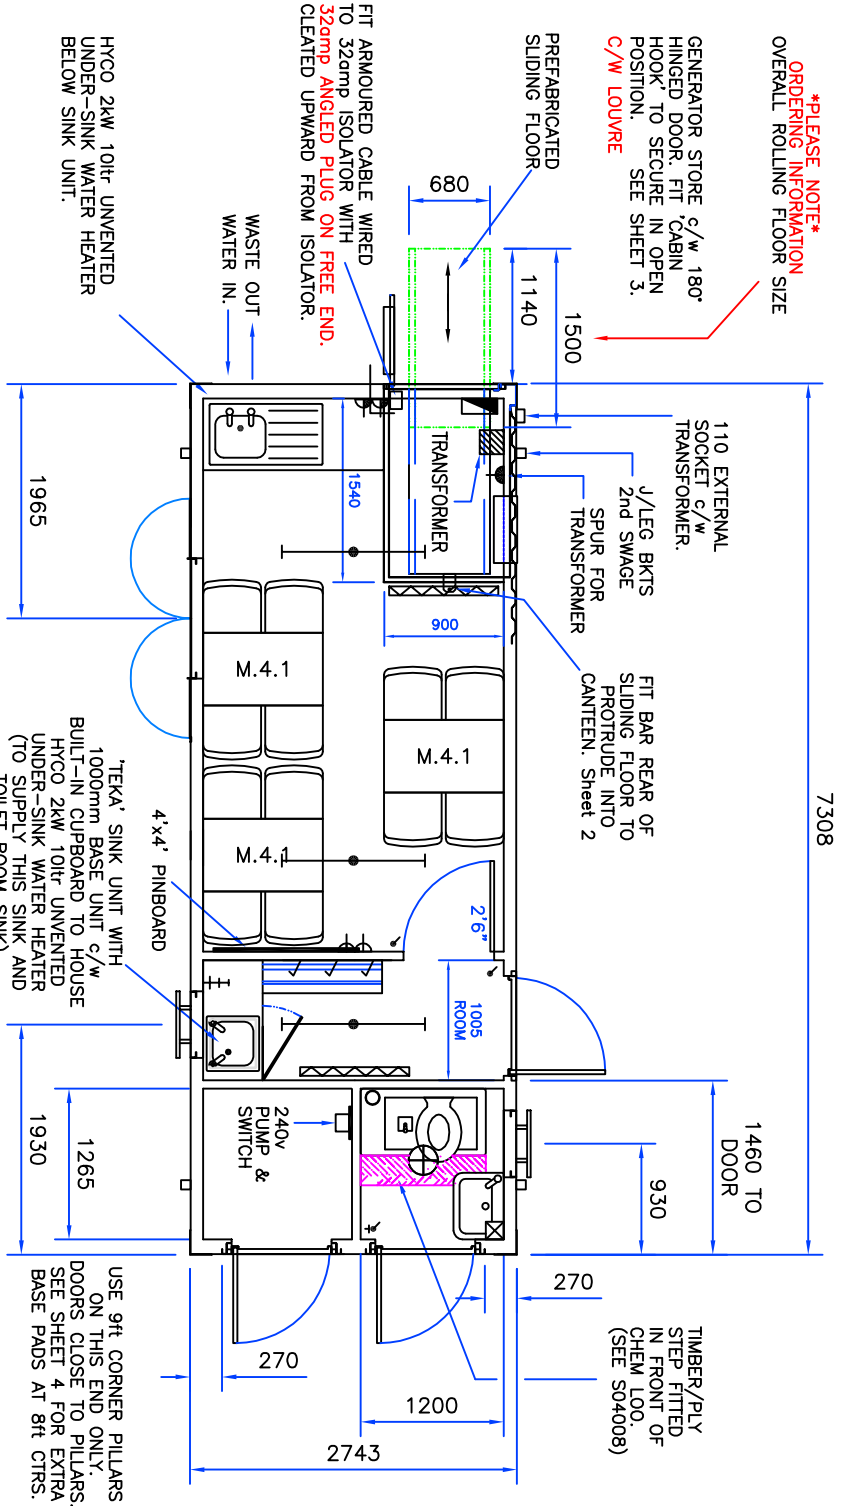 *PLEASE NOTE*
ORDERING INFORMATION
OVERALL ROLLING FLOOR SIZE
GENERATOR STORE c/w 180°
HINGED DOOR. FIT 'CABIN
HOOK' TO SECURE IN OPEN
POSITION. SEE SHEET 3.
C/W LOUVRE
PREFABRICATED
SLIDING FLOOR
FIT ARMOURED CABLE WIRED
TO 32amp ISOLATOR WITH
32amp ANGLED PLUG ON FREE END.
CLEATED UPWARD FROM ISOLATOR.
WASTE OUT
WATER IN.
HYCO 2kW 10ltr UNVENTED
UNDER-SINK WATER HEATER
BELOW SINK UNIT.
680
1140
1500
7308
110 EXTERNAL
SOCKET c/w
TRANSFORMER.
J/LEG BKTS
2nd SWAGE
SPUR FOR
TRANSFORMER
FIT BAR REAR OF
SLIDING FLOOR TO
PROTRUDE INTO
CANTEEN. Sheet 2
TRANSFORMER
1540
900
1965
M.4.1
M.4.1
M.4.1
2'6"
1005
ROOM
4'x4' PINBOARD
'TEKA' SINK UNIT WITH
1000mm BASE UNIT c/w
BUILT-IN CUPBOARD TO HOUSE
HYCO 2kW 10ltr UNVENTED
UNDER-SINK WATER HEATER
(TO SUPPLY THIS SINK AND
TOILET ROOM SINK)
240v
PUMP &
SWITCH
1460 TO
DOOR
930
1265
1930
270
270
1200
2743
TIMBER/PLY
STEP FITTED
IN FRONT OF
CHEM LOO.
(SEE S04008)
USE 9ft CORNER PILLARS
ON THIS END ONLY.
DOORS CLOSE TO PILLARS.
SEE SHEET 4 FOR EXTRA
BASE PADS AT 8ft CTRS.